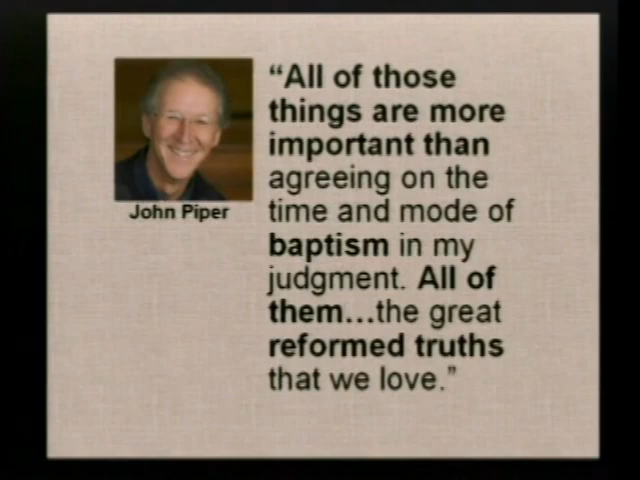 “All of those
things are more
important than
agreeing on the
time and mode of
baptism in my
judgment. All of
them...the great
reformed truths
that we love.”
John Piper